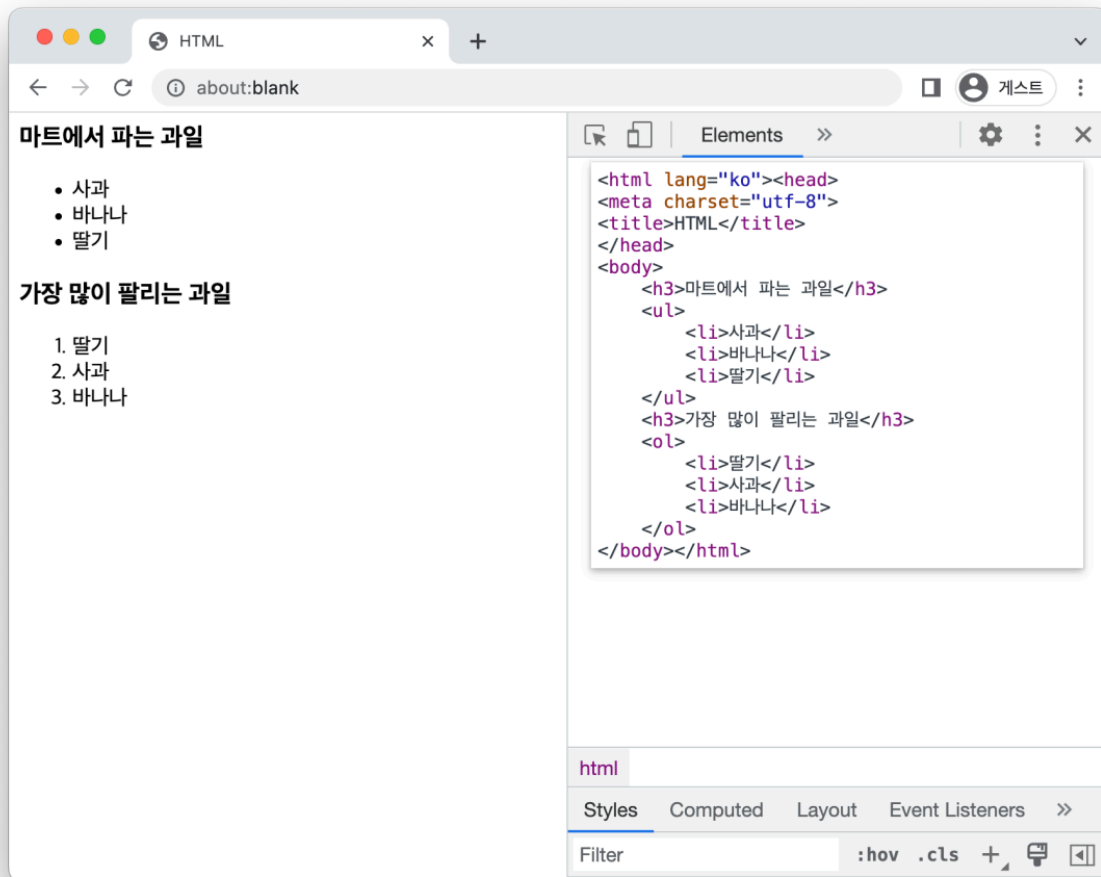 HTML
about:blank
게스트
마트에서 파는 과일
• 사과
• 바나나
• 딸기
가장 많이 팔리는 과일
1. 딸기
2. 사과
3. 바나나
Elements
<html lang="ko"><head>
<meta charset="utf-8">
<title>HTML</title>
</head>
<body>
    <h3>마트에서 파는 과일</h3>
    <ul>
        <li>사과</li>
        <li>바나나</li>
        <li>딸기</li>
    </ul>
    <h3>가장 많이 팔리는 과일</h3>
    <ol>
        <li>딸기</li>
        <li>사과</li>
        <li>바나나</li>
    </ol>
</body></html>
html
Styles Computed Layout Event Listeners
Filter :hov .cls